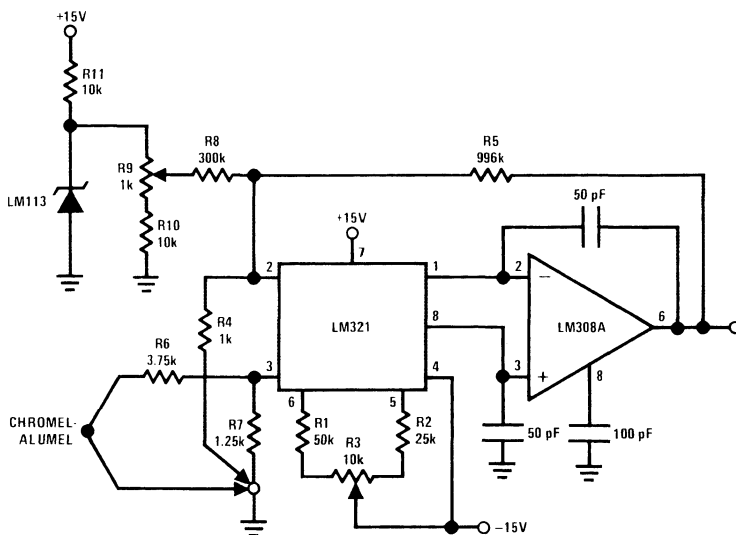 +15V
R11
10k
R8
300k
R5
996k
R9
1k
LM113
R10
10k
+15V
7
50 pF
2
1
2
−
LM321
8
LM308A
6
R4
1k
R6
3.75k
3
4
3
+
8
6
5
CHROMEL-
ALUMEL
R7
1.25k
R1
50k
R3
10k
R2
25k
50 pF
100 pF
−15V